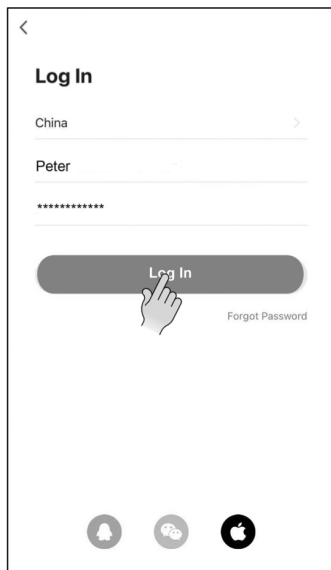 Log In
China
Peter
************
Log In
Forgot Password